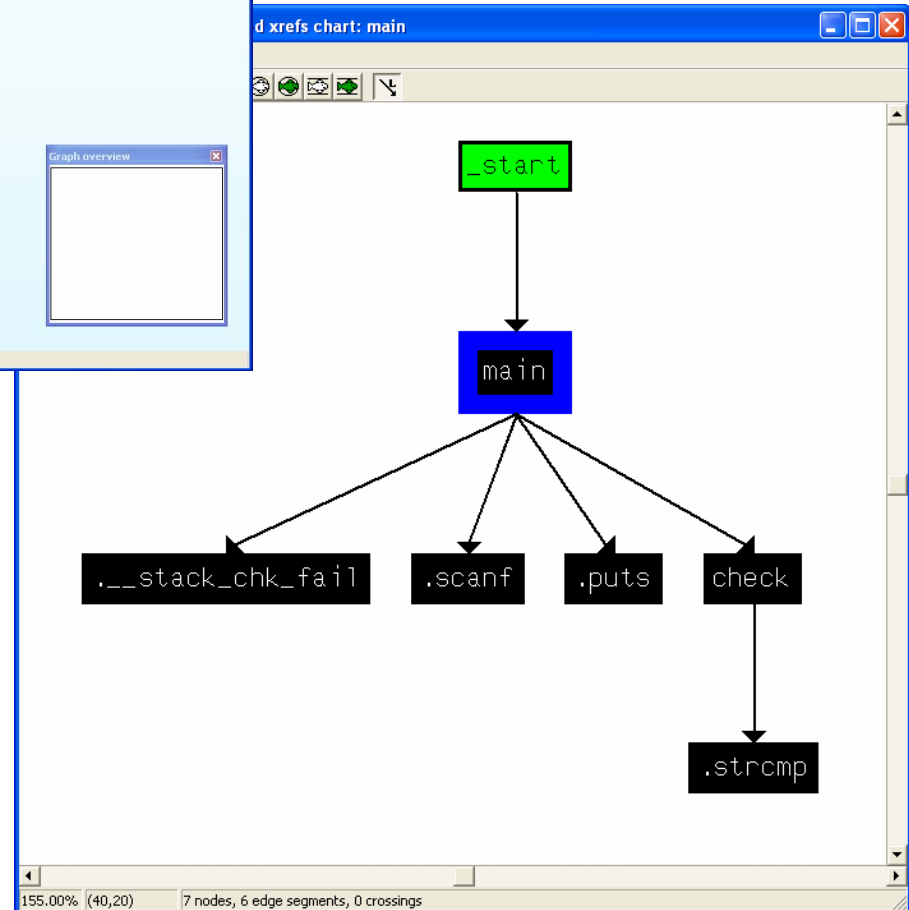 d xrefs chart: main
Graph overview
_start
main
.__stack_chk_fail
.scanf
.puts
check
.strcmp
155.00% (40,20) 7 nodes, 6 edge segments, 0 crossings